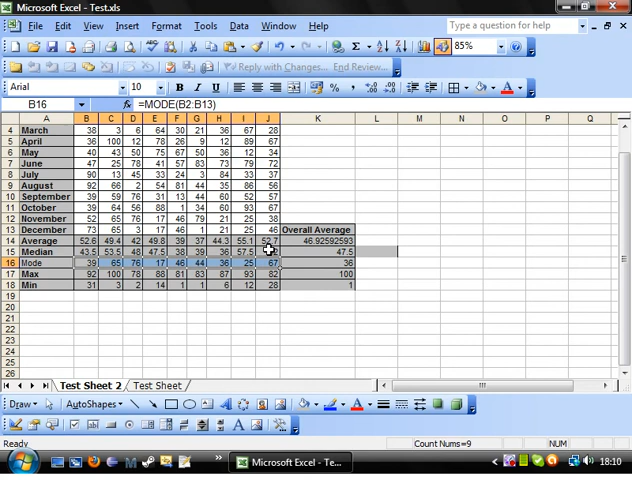 Microsoft Excel - Test.xls
File Edit View Insert Format Tools Data Window Help Type a question for help
85%
Reply with Changes... End Review...
Arial 10 B I U
B16 fx =MODE(B2:B13)
A B C D E F G H I J K L M N O P
4 March 38 3 6 64 30 21 36 67 28
5 April 36 100 12 78 26 9 12 89 67
6 May 40 43 50 75 67 50 36 12 34
7 June 47 25 78 41 57 83 73 79 72
8 July 90 13 45 33 24 3 84 33 37
9 August 92 66 2 54 81 44 35 86 56
10 September 39 59 76 31 13 44 60 52 57
11 October 39 64 56 88 1 34 60 93 67
12 November 52 65 76 17 46 79 21 25 38
13 December 73 65 3 17 46 1 21 25 46 Overall Average
14 Average 52.6 49.4 42 49.8 39 37 44.3 55.1 52.7 46.92592593
15 Median 43.5 53.5 48 47.5 38 39 36 57.5 47.5
16 Mode 39 65 76 17 46 44 36 25 67 36
17 Max 92 100 78 88 81 83 87 93 82 100
18 Min 31 3 2 14 1 1 6 12 28 1
19
20
21
22
23
24
25
26
Test Sheet 2 Test Sheet
Draw AutoShapes
Ready Count Nums=9 NUM
Microsoft Excel - Te... 18:10